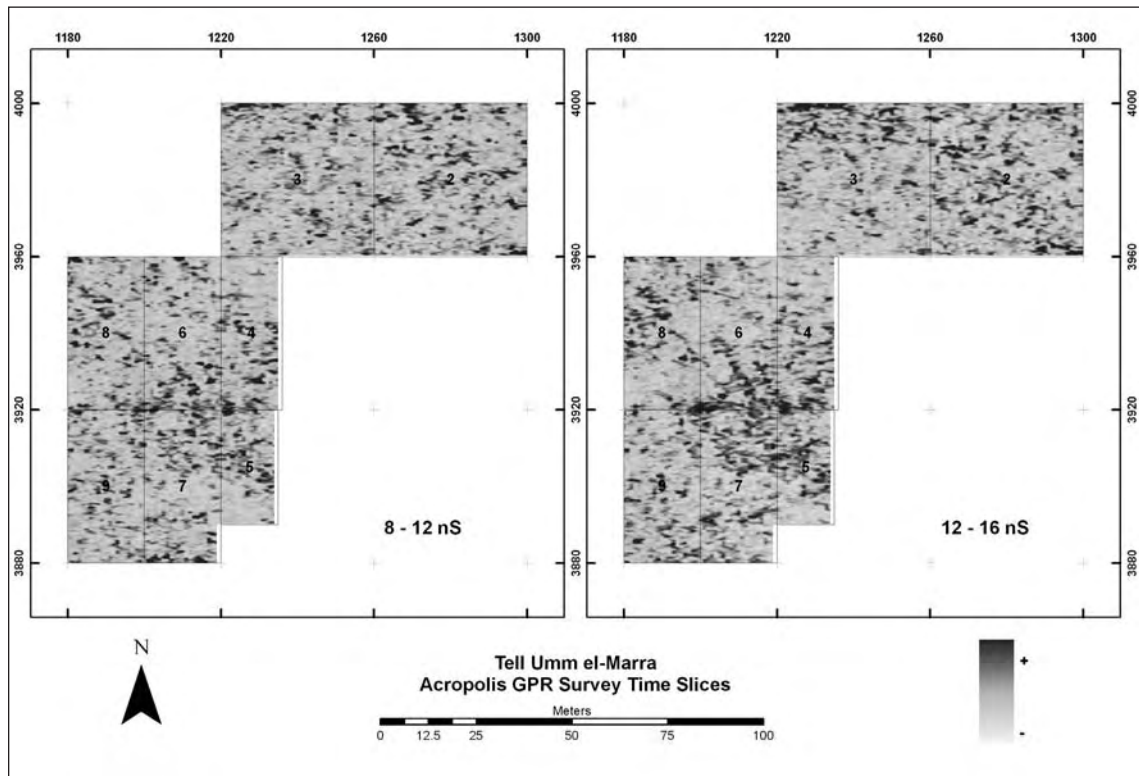 1180 1220 1260 1300
1180 1220 1260 1300
4000
4000
3 2
3 2
3960
3960
8 6 4
8 6 4
3920
3920
5
5
9 7
9 7
8 - 12 nS
12 - 16 nS
3880
3880
N
Tell Umm el-Marra
Acropolis GPR Survey Time Slices
Meters
0 12.5 25 50 75 100
+
-